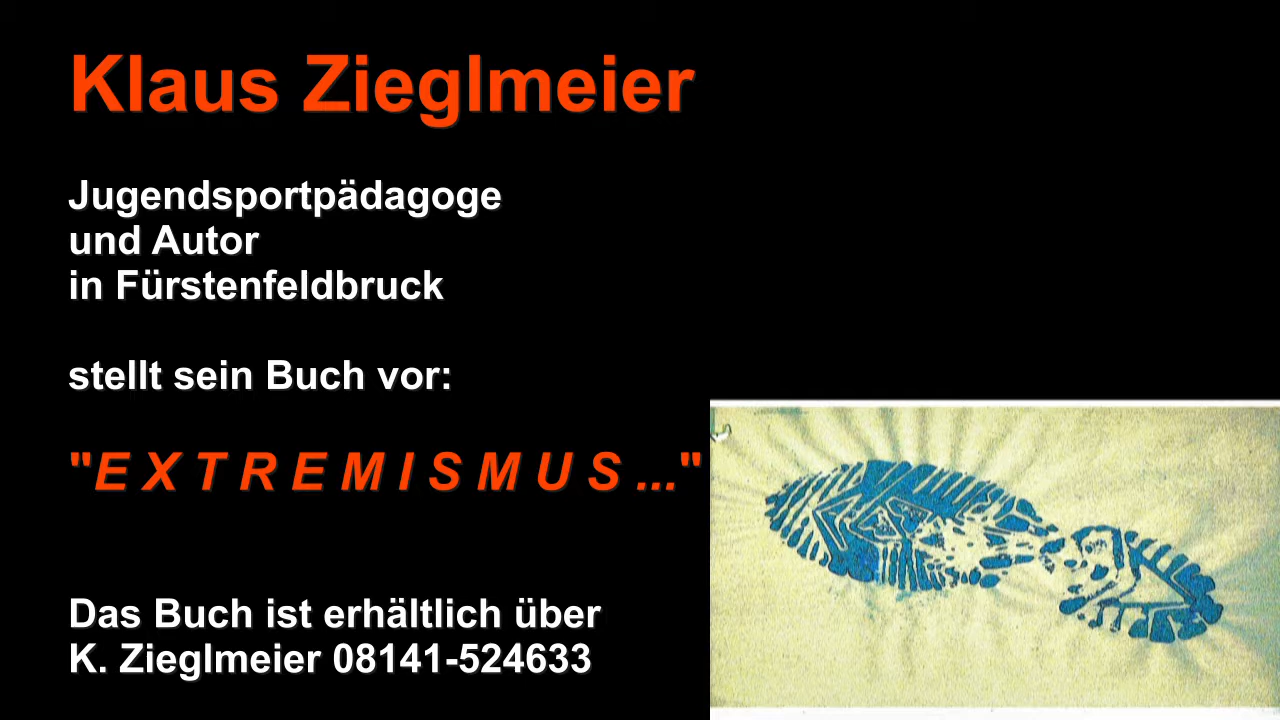 Klaus Zieglmeier
Jugendsportpädagoge
und Autor
in Fürstenfeldbruck
stellt sein Buch vor:
"E X T R E M I S M U S ..."
Das Buch ist erhältlich über
K. Zieglmeier 08141-524633